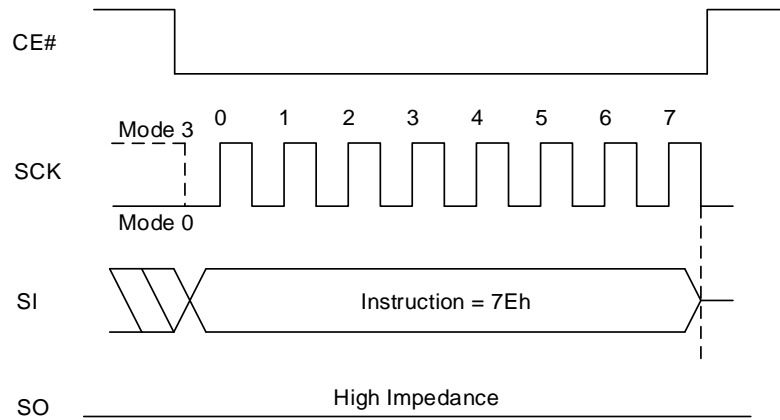 CE#
Mode 3
0 1 2 3 4 5 6 7
SCK
Mode 0
SI
Instruction = 7Eh
SO
High Impedance